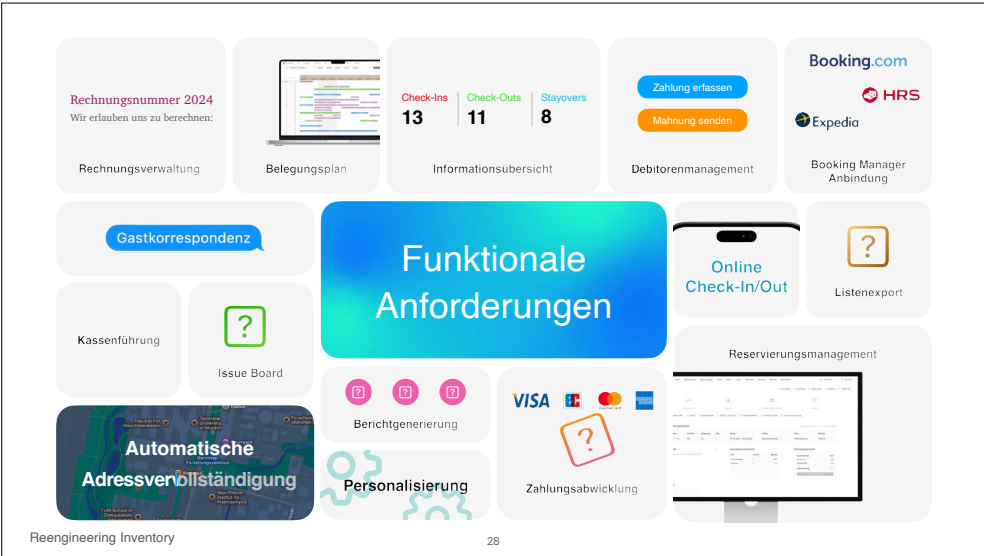 Rechnungsnummer 2024
Wir erlauben uns zu berechnen:
Rechnungsverwaltung
Belegungsplan
Check-Ins
13
Check-Outs
11
Stayovers
8
Informationsübersicht
Zahlung erfassen
Mahnung senden
Debitorenmanagement
Booking.com
HRS
Expedia
Booking Manager
Anbindung
Gastkorrespondenz
Funktionale
Anforderungen
Online
Check-In/Out
?
Listenexport
Kassenführung
?
Issue Board
? ? ?
Berichtgenerierung
VISA
EC
?
Zahlungsabwicklung
Reservierungsmanagement
Automatische
Adressvervollständigung
Personalisierung
Reengineering Inventory
28